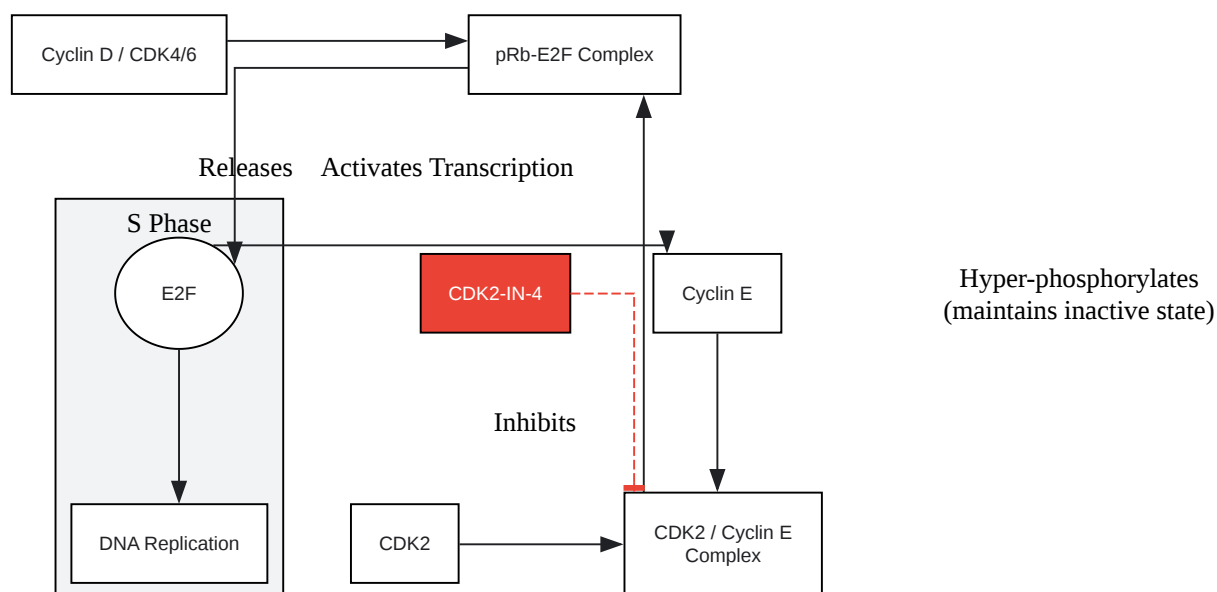 Cyclin D / CDK4/6
pRb-E2F Complex
Releases
Activates Transcription
S Phase
E2F
CDK2-IN-4
Cyclin E
Hyper-phosphorylates
(maintains inactive state)
Inhibits
DNA Replication
CDK2
CDK2 / Cyclin E
Complex